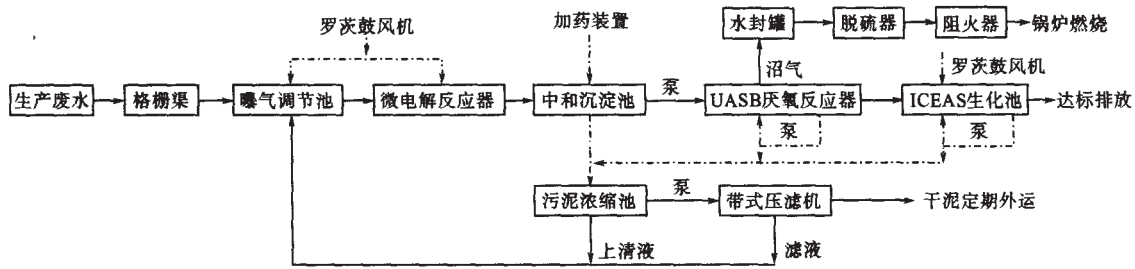 水封罐
脱硫器
阻火器
锅炉燃烧
罗茨鼓风机
加药装置
沼气
罗茨鼓风机
生产废水
格栅渠
曝气调节池
微电解反应器
中和沉淀池
泵
UASB厌氧反应器
ICEAS生化池
达标排放
泵
泵
污泥浓缩池
泵
带式压滤机
干泥定期外运
上清液
滤液